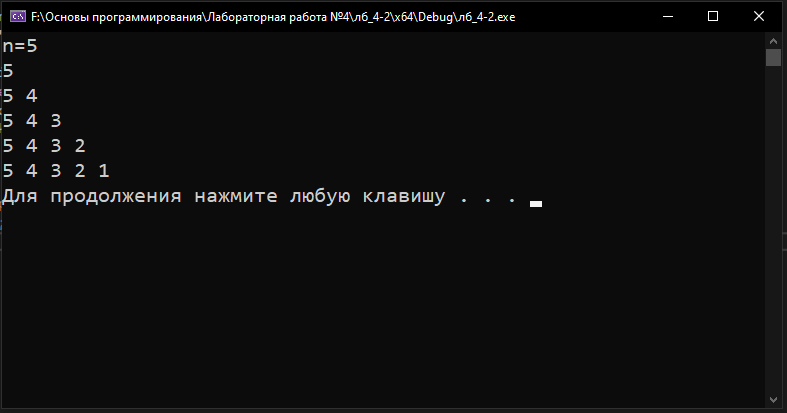 F:\Основы программирования\Лабораторная работа №4\лб_4-2\x64\Debug\лб_4-2.exe
n=5
5
5 4
5 4 3
5 4 3 2
5 4 3 2 1
Для продолжения нажмите любую клавишу . . .